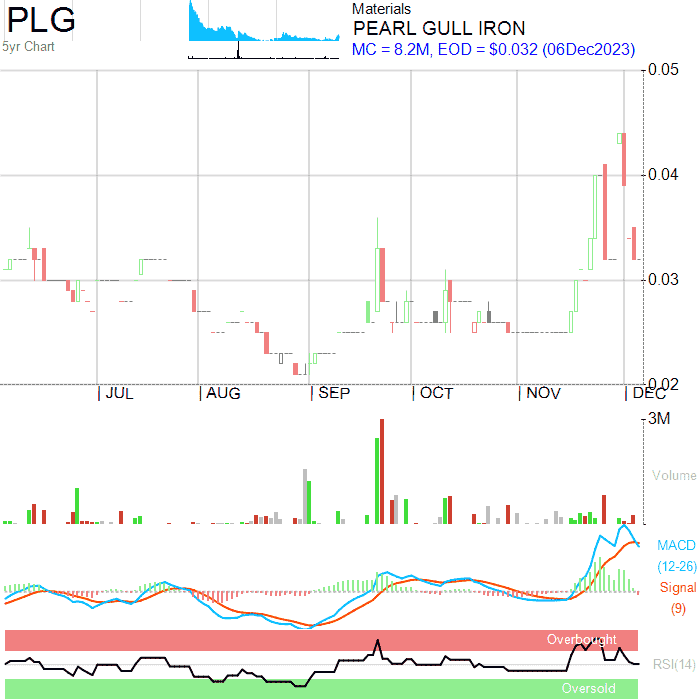 PLG
5yr Chart
Materials
PEARL GULL IRON
MC = 8.2M, EOD = $0.032 (06Dec2023)
0.05
0.04
0.03
0.02
JUL AUG SEP OCT NOV DEC
3M
Volume
MACD
(12-26)
Signal
(9)
Overbought
RSI(14)
Oversold